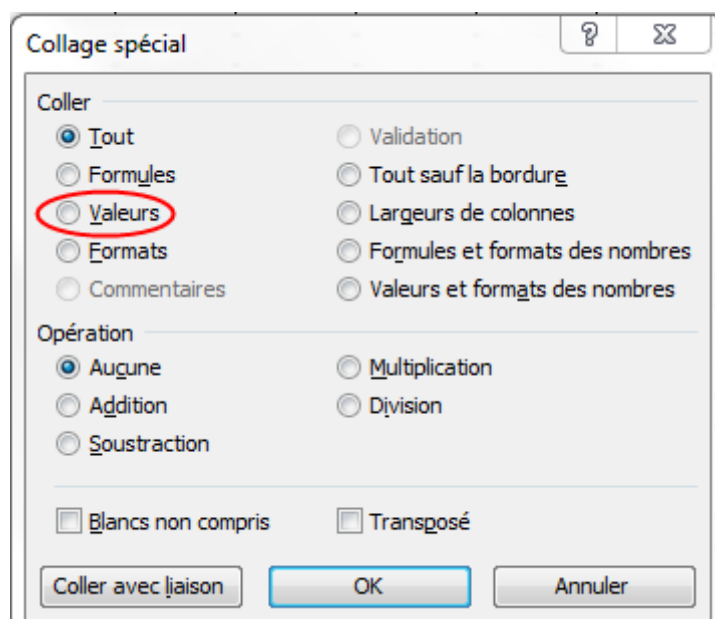 Collage spécial
Coller
Tout
Validation
Formules
Tout sauf la bordure
Valeurs
Largeurs de colonnes
Formats
Formules et formats des nombres
Commentaires
Valeurs et formats des nombres
Opération
Aucune
Multiplication
Addition
Division
Soustraction
Blancs non compris
Transposé
Coller avec liaison
OK
Annuler